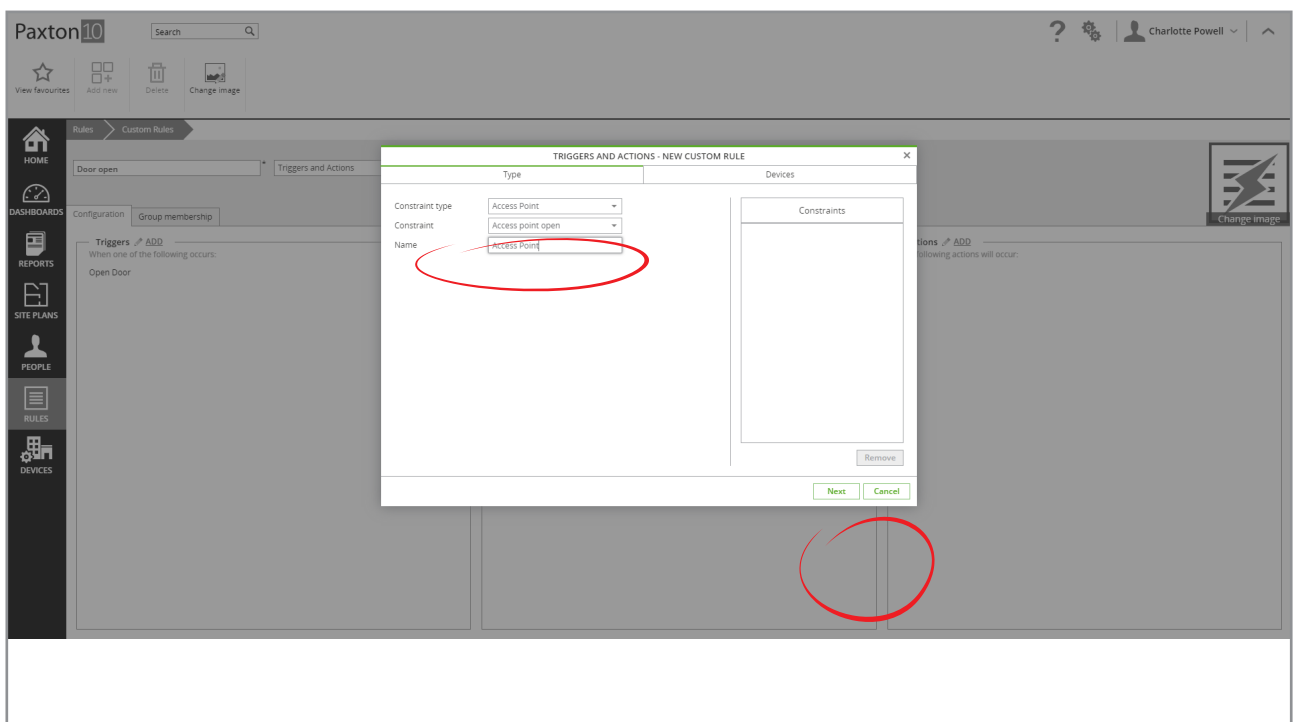 Paxton10
Search
Charlotte Powell
View favourites
Add new
Delete
Change image
Rules
Custom Rules
HOME
DASHBOARDS
REPORTS
SITE PLANS
PEOPLE
RULES
DEVICES
Door open
*
Triggers and Actions
Change image
Configuration
Group membership
Triggers ADD
When one of the following occurs:
Open Door
tions ADD
following actions will occur:
TRIGGERS AND ACTIONS - NEW CUSTOM RULE
Type
Devices
Constraint type
Access Point
Constraint
Access point open
Name
Access Point
Constraints
Remove
Next
Cancel